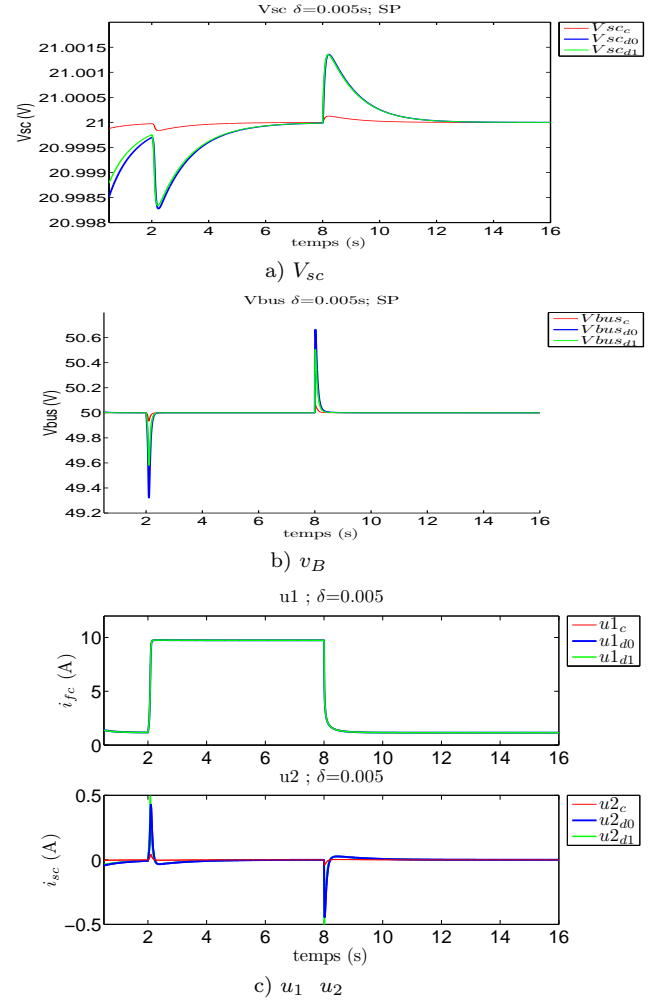 Vsc δ=0.005s; SP
Vsc_c
Vsc_d0
Vsc_d1
21.0015
21.0005
21
20.9995
20.999
20.9985
20.998
Vsc (V)
2 4 6 8 10 12 14 16
temps (s)
a) V_sc
Vbus δ=0.005s; SP
Vbus_c
Vbus_d0
Vbus_d1
50.6
50.4
50.2
50
49.8
49.6
49.4
49.2
Vbus (V)
2 4 6 8 10 12 14 16
temps (s)
b) v_B
u1 ; δ=0.005
u1_c
u1_d0
u1_d1
10
5
0
i_fc (A)
2 4 6 8 10 12 14 16
u2 ; δ=0.005
u2_c
u2_d0
u2_d1
0.5
0
−0.5
i_sc (A)
2 4 6 8 10 12 14 16
temps (s)
c) u_1 u_2